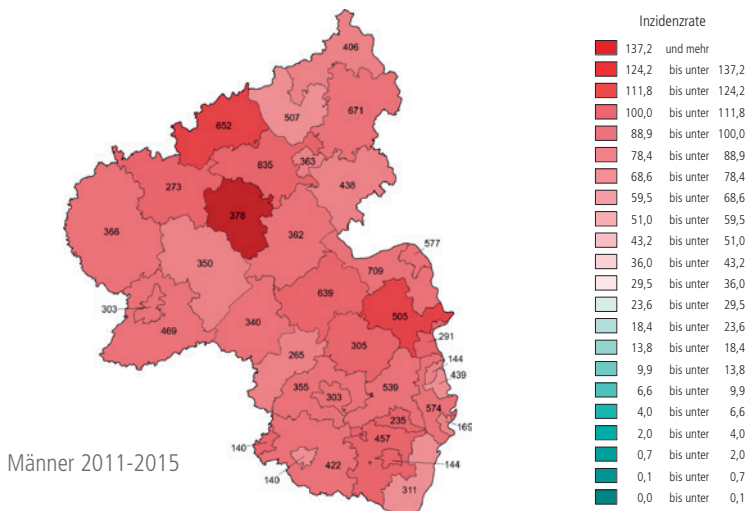 Inzidenzrate
137,2 und mehr
124,2 bis unter 137,2
111,8 bis unter 124,2
100,0 bis unter 111,8
88,9 bis unter 100,0
78,4 bis unter 88,9
68,6 bis unter 78,4
59,5 bis unter 68,6
51,0 bis unter 59,5
43,2 bis unter 51,0
36,0 bis unter 43,2
29,5 bis unter 36,0
23,6 bis unter 29,5
18,4 bis unter 23,6
13,8 bis unter 18,4
9,9 bis unter 13,8
6,6 bis unter 9,9
4,0 bis unter 6,6
2,0 bis unter 4,0
0,7 bis unter 2,0
0,1 bis unter 0,7
0,0 bis unter 0,1
406
507
671
652
835
363
273
438
378
366
362
350
577
709
639
303
505
340
469
291
305
265
144
439
355
303
539
574
235
169
457
140
422
144
140
311
Männer 2011-2015